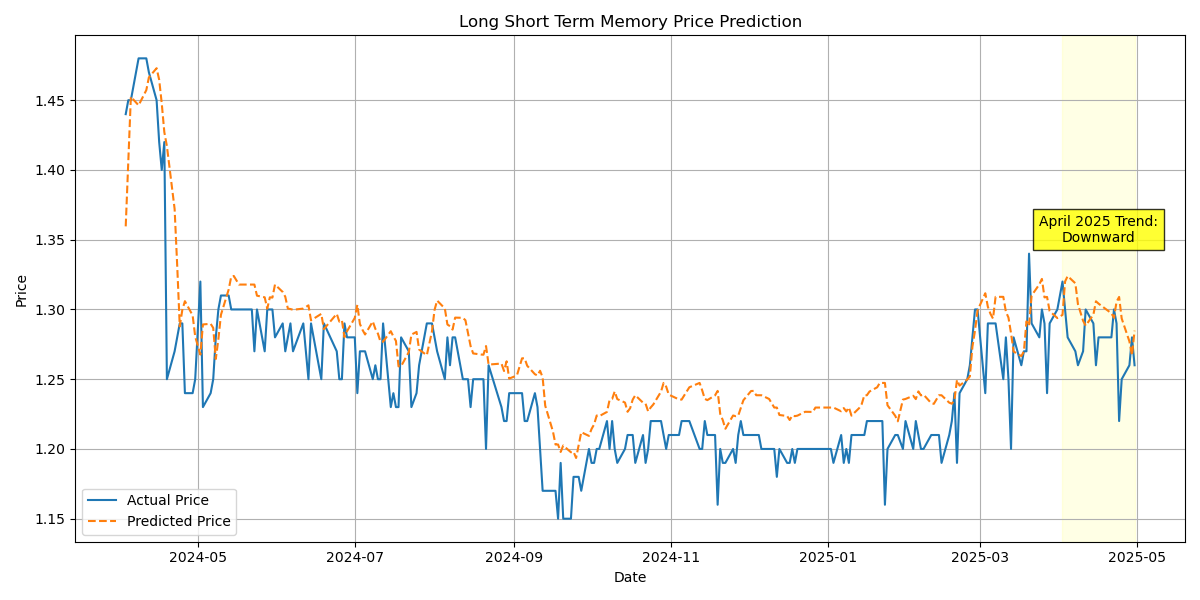 Long Short Term Memory Price Prediction
Price
1.45
1.40
1.35
1.30
1.25
1.20
1.15
April 2025 Trend:
Downward
Actual Price
Predicted Price
2024-05
2024-07
2024-09
2024-11
2025-01
2025-03
2025-05
Date